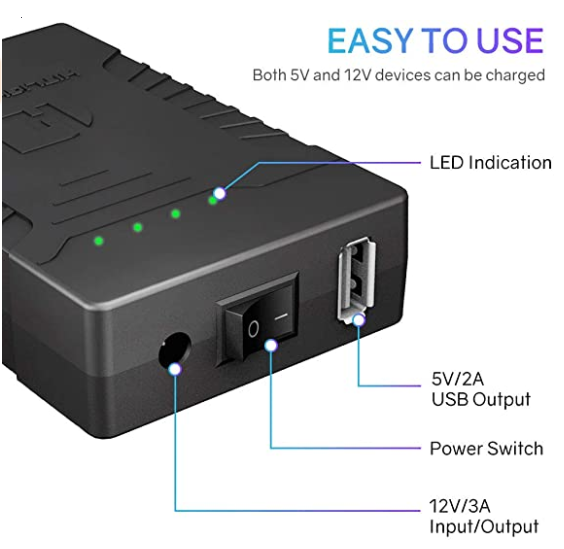 EASY TO USE
Both 5V and 12V devices can be charged
LED Indication
5V/2A
USB Output
Power Switch
12V/3A
Input/Output